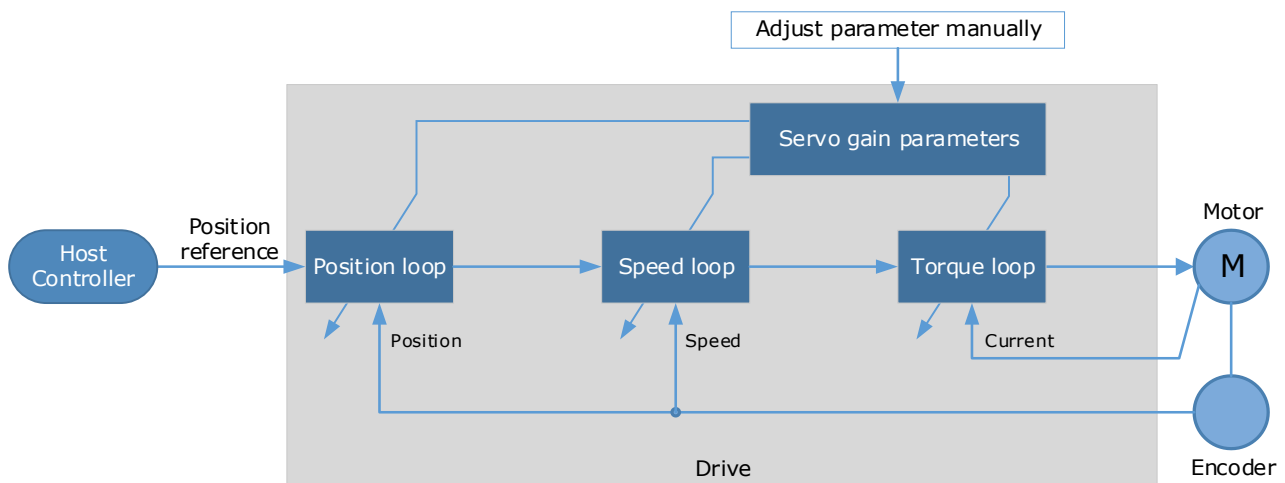 Adjust parameter manually
Servo gain parameters
Motor
Position
reference
Host
Controller
Position loop
Speed loop
Torque loop
M
Position
Speed
Current
Drive
Encoder